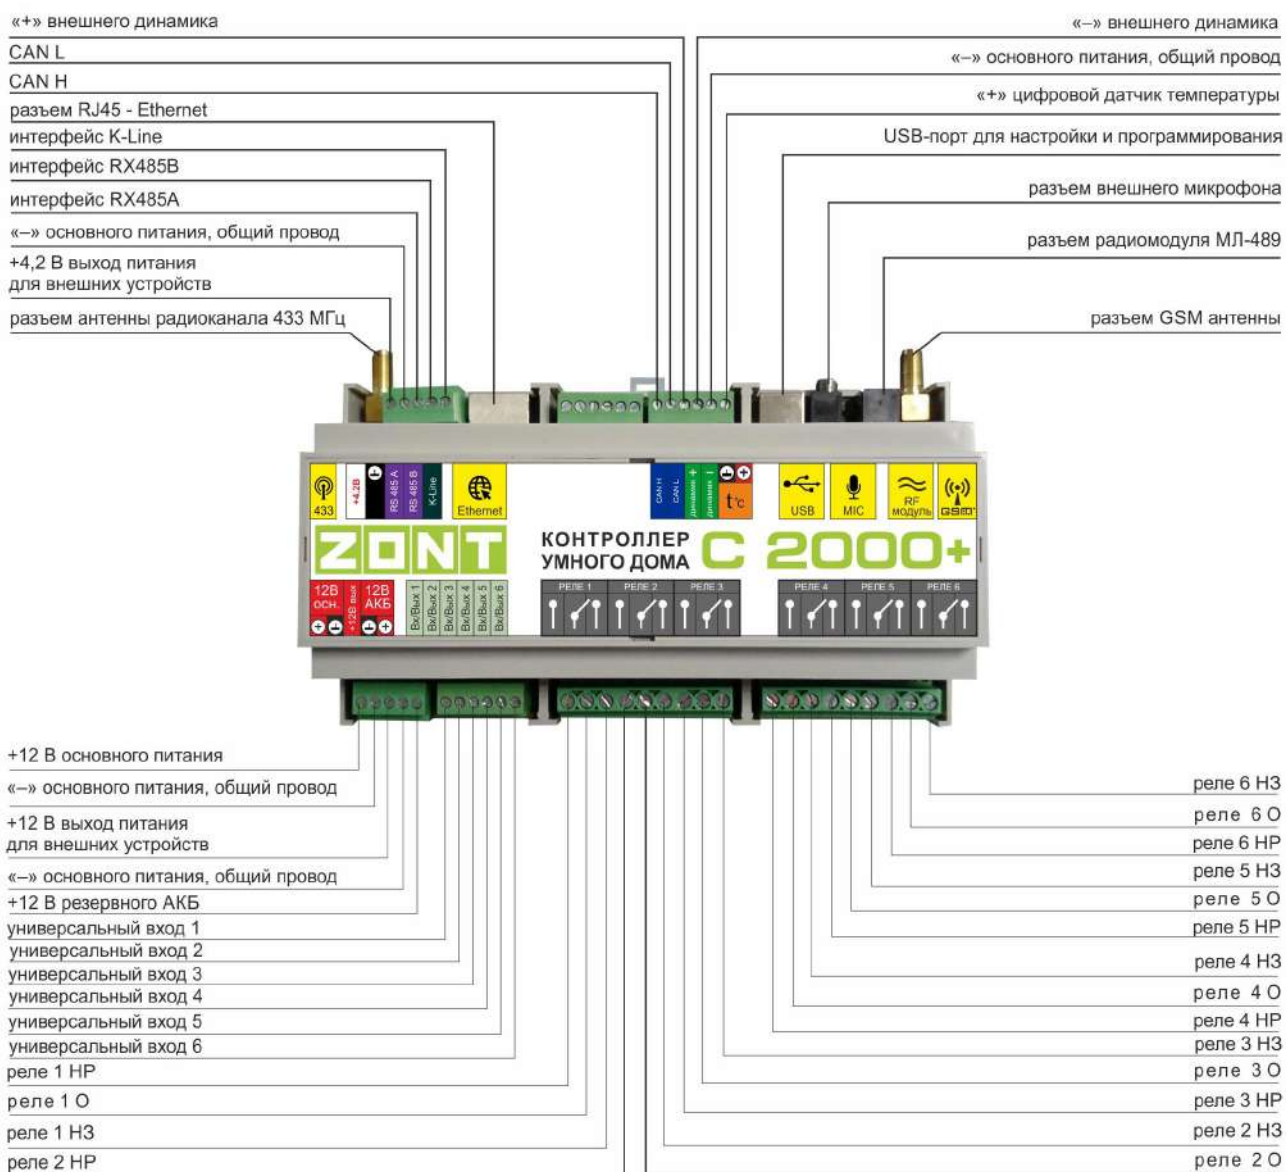 «+» внешнего динамика
CAN L
CAN H
разъем RJ45 - Ethernet
интерфейс K-Line
интерфейс RX485B
интерфейс RX485A
«–» основного питания, общий провод
+4,2 В выход питания
для внешних устройств
разъем антенны радиоканала 433 МГц
«–» внешнего динамика
«–» основного питания, общий провод
«+» цифровой датчик температуры
USB-порт для настройки и программирования
разъем внешнего микрофона
разъем радиомодуля МЛ-489
разъем GSM антенны
433
+4.2В
RS 485 A
RS 485 B
K-Line
Ethernet
CAN H
CAN L
динамик +
динамик –
t°c
USB
MIC
RF
модуль
GSM
ZONT
КОНТРОЛЛЕР
УМНОГО ДОМА
C 2000+
12В
осн.
+12В вых
12В
АКБ
Вх/Вых 1
Вх/Вых 2
Вх/Вых 3
Вх/Вых 4
Вх/Вых 5
Вх/Вых 6
РЕЛЕ 1
РЕЛЕ 2
РЕЛЕ 3
РЕЛЕ 4
РЕЛЕ 5
РЕЛЕ 6
+12 В основного питания
«–» основного питания, общий провод
+12 В выход питания
для внешних устройств
«–» основного питания, общий провод
+12 В резервного АКБ
универсальный вход 1
универсальный вход 2
универсальный вход 3
универсальный вход 4
универсальный вход 5
универсальный вход 6
реле 1 НР
реле 1 О
реле 1 НЗ
реле 2 НР
реле 6 НЗ
реле 6 О
реле 6 НР
реле 5 НЗ
реле 5 О
реле 5 НР
реле 4 НЗ
реле 4 О
реле 4 НР
реле 3 НЗ
реле 3 О
реле 3 НР
реле 2 НЗ
реле 2 О